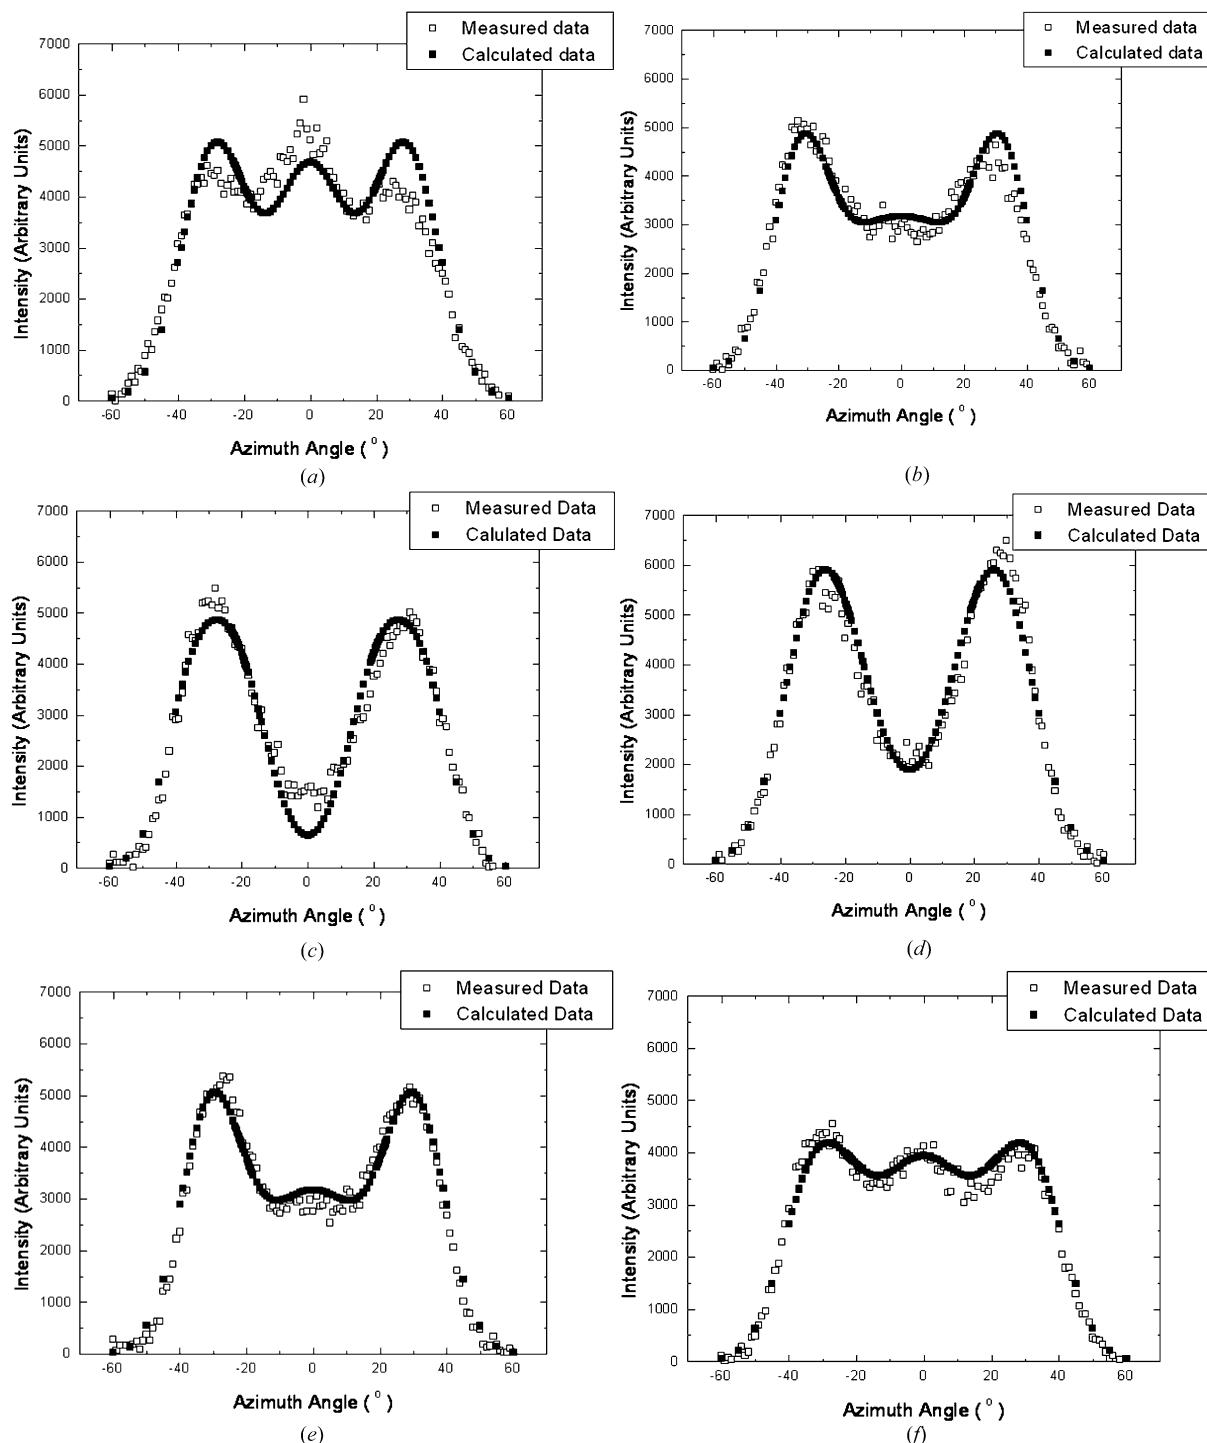 Measured data
Calculated data
7000
6000
5000
4000
3000
2000
1000
0
Intensity (Arbitrary Units)
-60 -40 -20 0 20 40 60
Azimuth Angle ( ° )
(a)
Measured data
Calculated data
7000
6000
5000
4000
3000
2000
1000
0
Intensity (Arbitrary Units)
-60 -40 -20 0 20 40 60
Azimuth Angle ( ° )
(b)
Measured Data
Calulated Data
7000
6000
5000
4000
3000
2000
1000
0
Intensity (Arbitrary Units)
-60 -40 -20 0 20 40 60
Azimuth Angle ( ° )
(c)
Measured Data
Calculated Data
7000
6000
5000
4000
3000
2000
1000
0
Intensity (Arbitrary Units)
-60 -40 -20 0 20 40 60
Azimuth Angle ( ° )
(d)
Measured Data
Calculated Data
7000
6000
5000
4000
3000
2000
1000
0
Intensity (Arbitrary Units)
-60 -40 -20 0 20 40 60
Azimuth Angle ( ° )
(e)
Measured Data
Calculated Data
7000
6000
5000
4000
3000
2000
1000
0
Intensity (Arbitrary Units)
-60 -40 -20 0 20 40 60
Azimuth Angle ( ° )
(f)